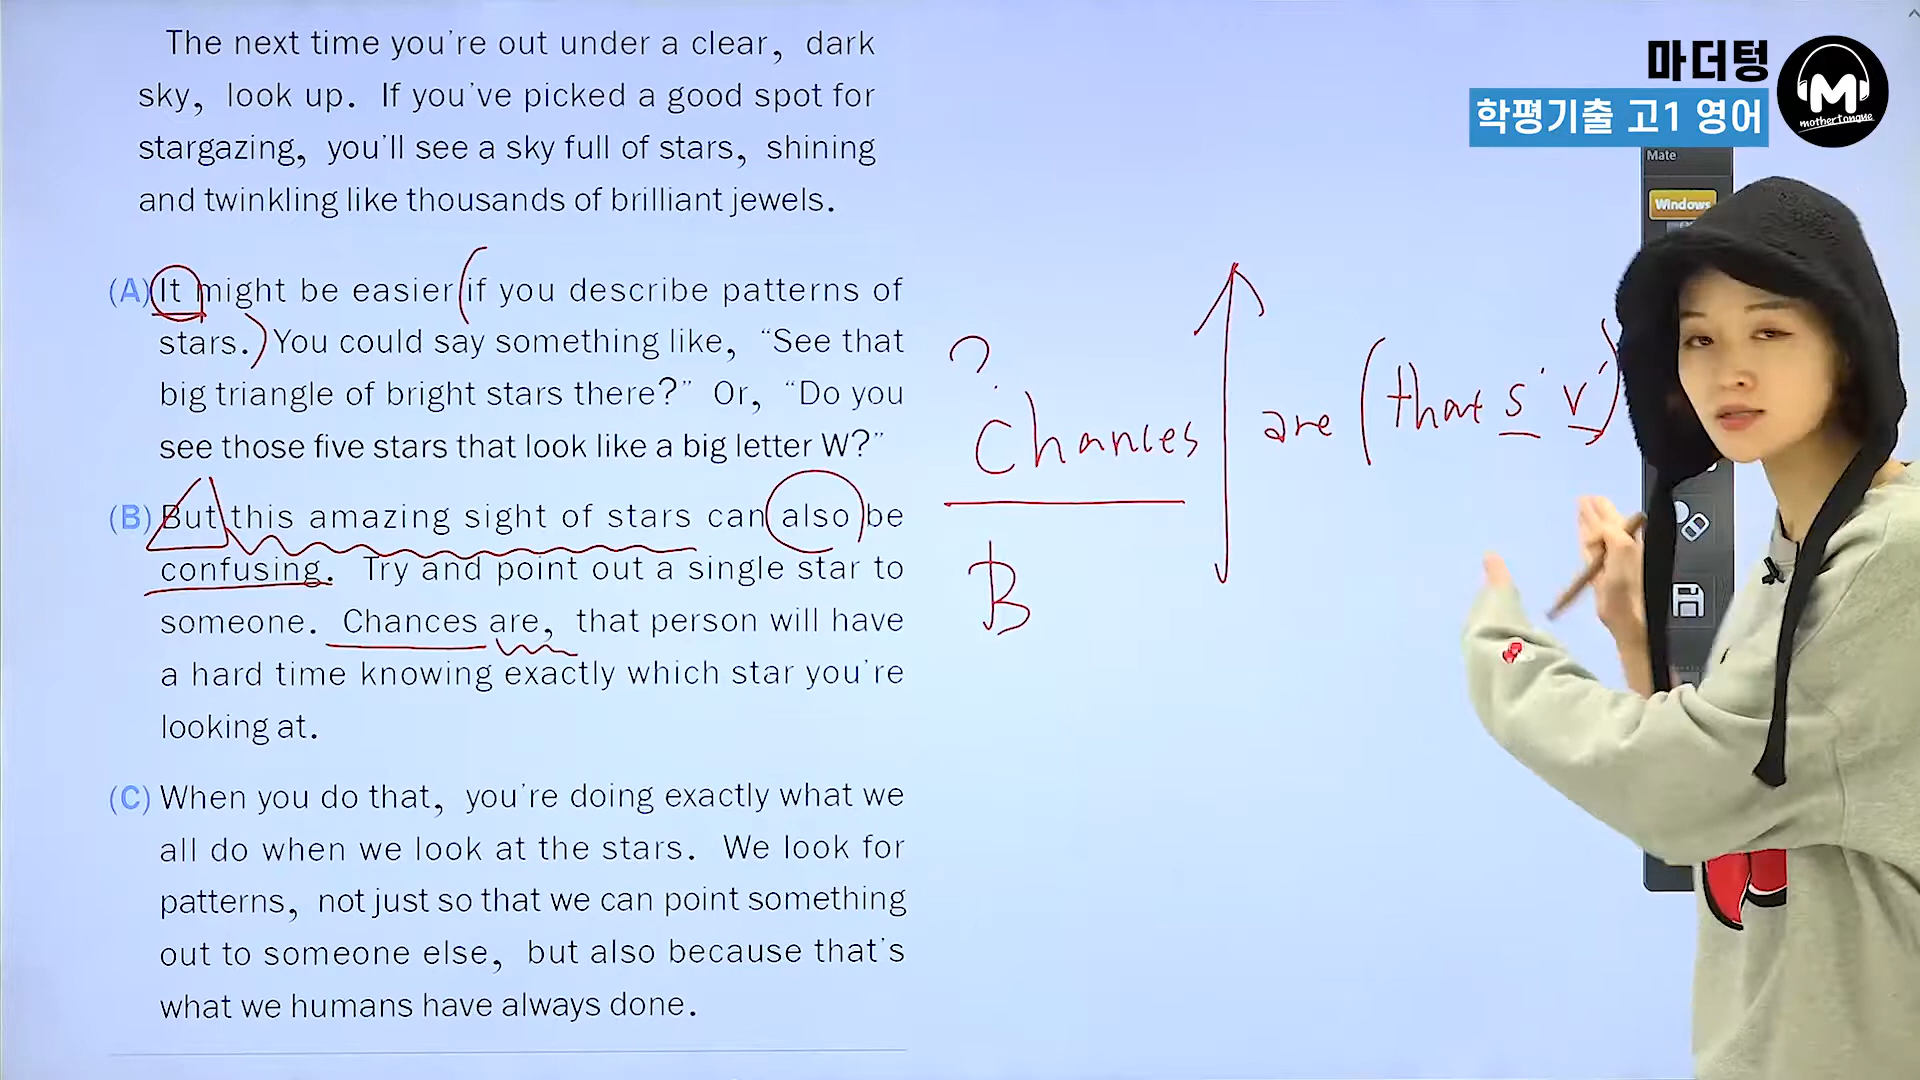 The next time you're out under a clear, dark
sky, look up. If you've picked a good spot for
stargazing, you'll see a sky full of stars, shining
and twinkling like thousands of brilliant jewels.
(A) It might be easier if you describe patterns of
stars. You could say something like, “See that
big triangle of bright stars there?” Or, “Do you
see those five stars that look like a big letter W?”
(B) But this amazing sight of stars can also be
confusing. Try and point out a single star to
someone. Chances are, that person will have
a hard time knowing exactly which star you're
looking at.
(C) When you do that, you're doing exactly what we
all do when we look at the stars. We look for
patterns, not just so that we can point something
out to someone else, but also because that's
what we humans have always done.
?
Chances are (that s' v')
B
마더텅
학평기출 고1 영어
M
mothertongue
Mate
Windows